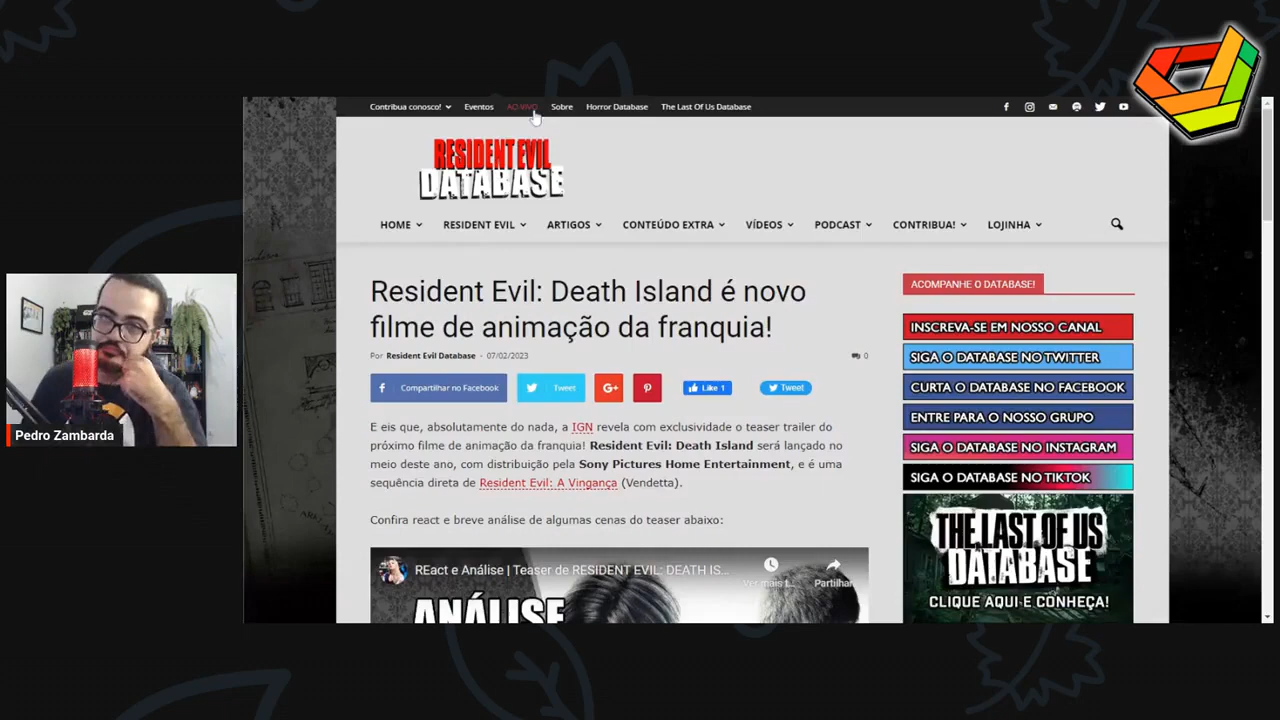 Contribua conosco! Eventos AO VIVO Sobre Horror Database The Last Of Us Database
RESIDENT EVIL
DATABASE
HOME RESIDENT EVIL ARTIGOS CONTEÚDO EXTRA VÍDEOS PODCAST CONTRIBUA! LOJINHA
Resident Evil: Death Island é novo
filme de animação da franquia!
Por Resident Evil Database - 07/02/2023 0
Compartilhar no Facebook Tweet G+ Like 1 Tweet
E eis que, absolutamente do nada, a IGN revela com exclusividade o teaser trailer do
próximo filme de animação da franquia! Resident Evil: Death Island será lançado no
meio deste ano, com distribuição pela Sony Pictures Home Entertainment, e é uma
sequência direta de Resident Evil: A Vingança (Vendetta).
Confira react e breve análise de algumas cenas do teaser abaixo:
REact e Análise | Teaser de RESIDENT EVIL: DEATH IS...
Ver mais t...
Partilhar
ANÁLISE
ACOMPANHE O DATABASE!
INSCREVA-SE EM NOSSO CANAL
SIGA O DATABASE NO TWITTER
CURTA O DATABASE NO FACEBOOK
ENTRE PARA O NOSSO GRUPO
SIGA O DATABASE NO INSTAGRAM
SIGA O DATABASE NO TIKTOK
THE LAST OF US
DATABASE
CLIQUE AQUI E CONHEÇA!
Pedro Zambarda